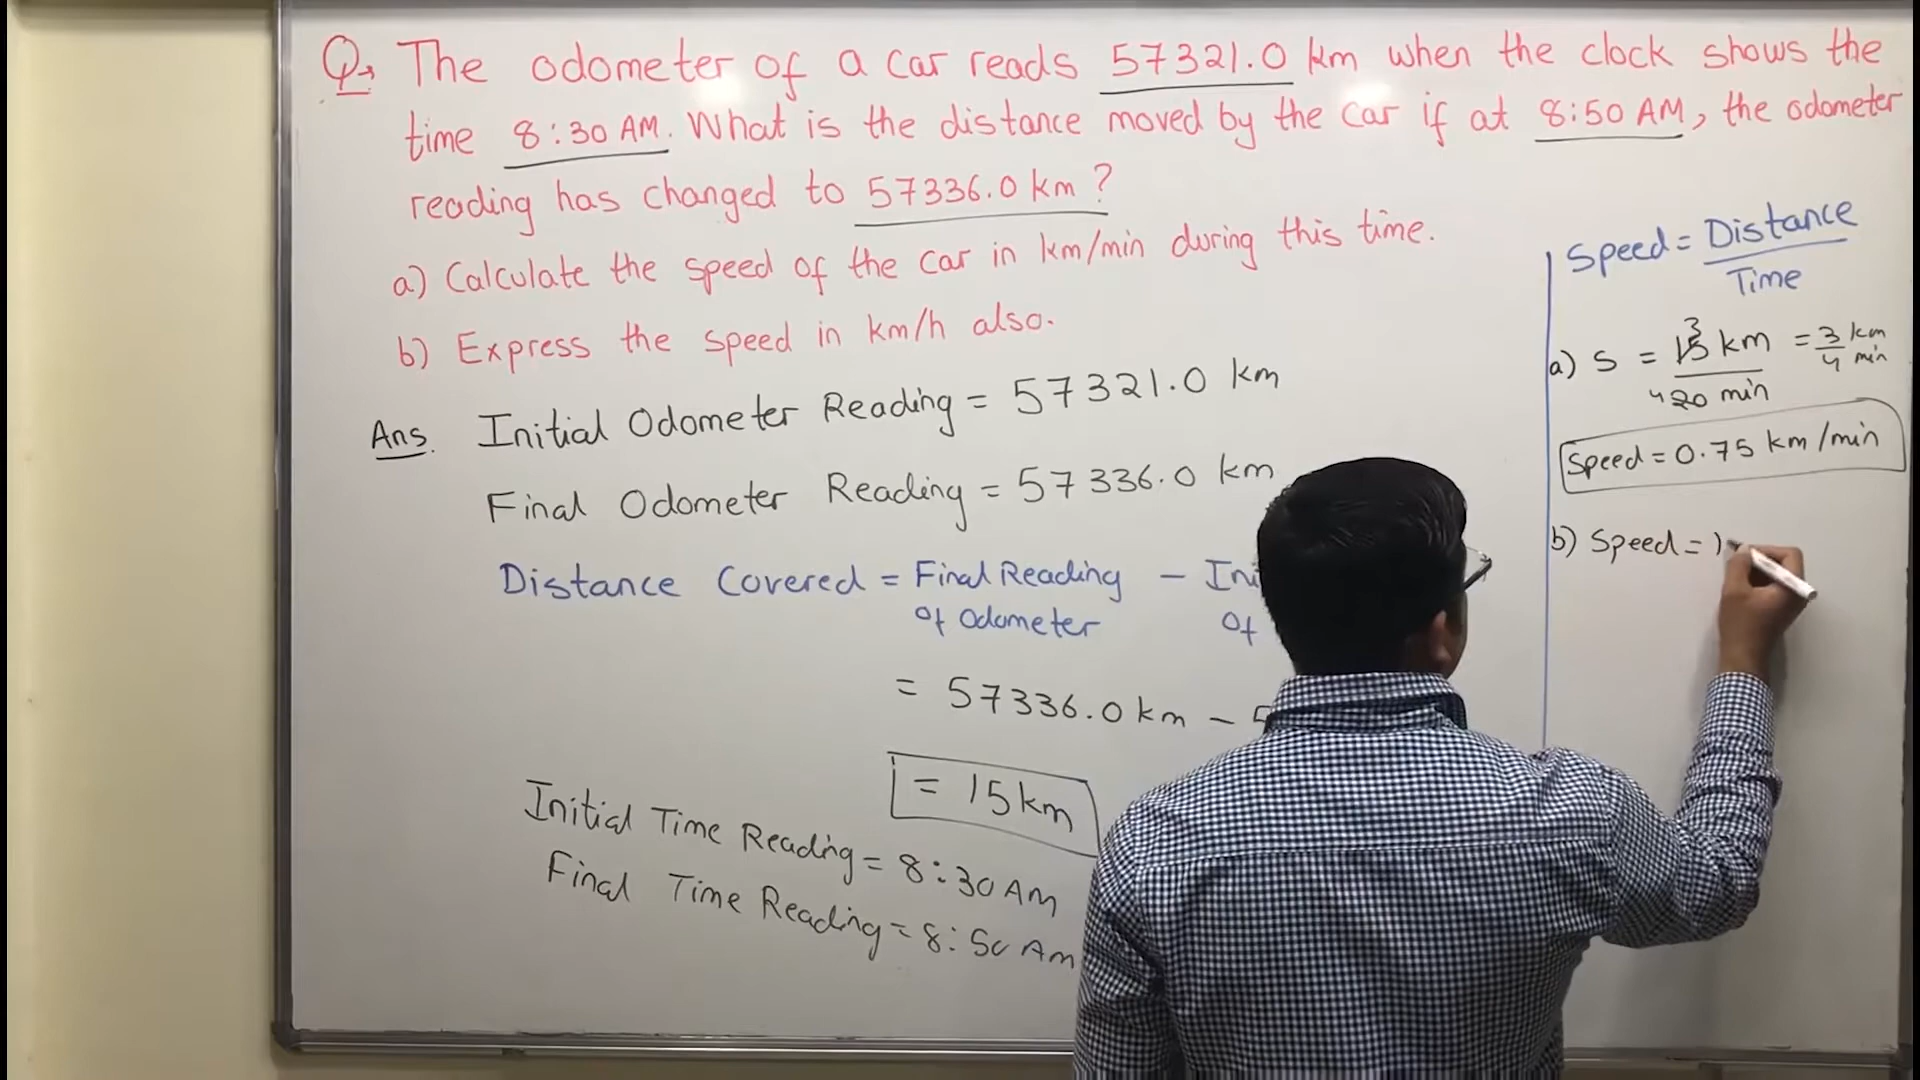 Q→ The odometer of a car reads 57321.0 km when the clock shows the
time 8:30 AM. What is the distance moved by the car if at 8:50 AM, the odometer
reading has changed to 57336.0 km?
a) Calculate the speed of the car in km/min during this time.
b) Express the speed in km/h also.
Ans. Initial Odometer Reading = 57321.0 km
Final Odometer Reading = 57336.0 km
Distance Covered = Final Reading - Ini
of Odometer of
= 57336.0 km - 5
= 15 km
Initial Time Reading = 8:30 AM
Final Time Reading = 8:50 AM
Speed = Distance
Time
a) S = 15 km = 3 km
20 min 4 min
3
4
Speed = 0.75 km/min
b) Speed = 1